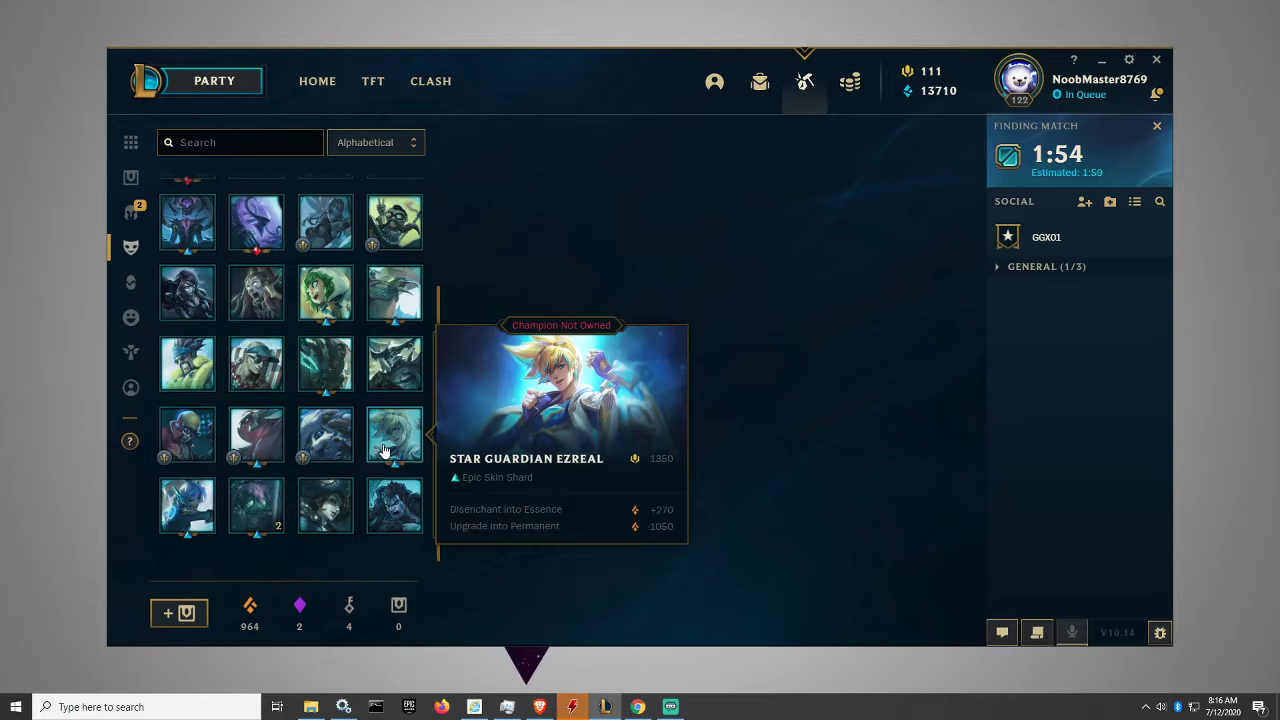 PARTY
HOME
TFT
CLASH
111
13710
122
?
NoobMaster8769
In Queue
Search
Alphabetical
FINDING MATCH
1:54
Estimated: 1:59
SOCIAL
GGXO1
GENERAL (1/3)
2
Champion Not Owned
STAR GUARDIAN EZREAL
1350
Epic Skin Shard
Disenchant into Essence
+270
Upgrade into Permanent
-1050
2
?
+
964
2
4
0
V10.14
Type here to search
EPIC
8:16 AM
7/12/2020